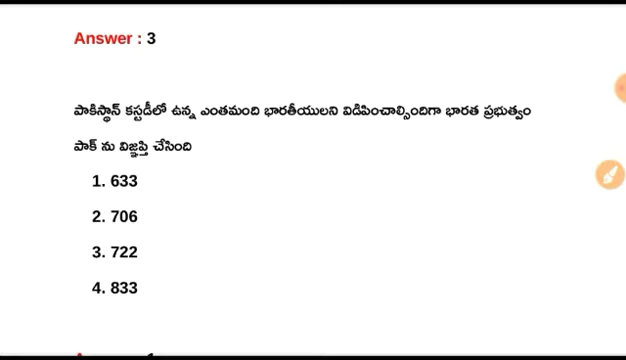 Answer : 3
పాకిస్థాన్ కస్టడీలో ఉన్న ఎంతమంది భారతీయులని విడిపించాల్సిందిగా భారత ప్రభుత్వం
పాక్ ను విజ్ఞప్తి చేసింది
1. 633
2. 706
3. 722
4. 833